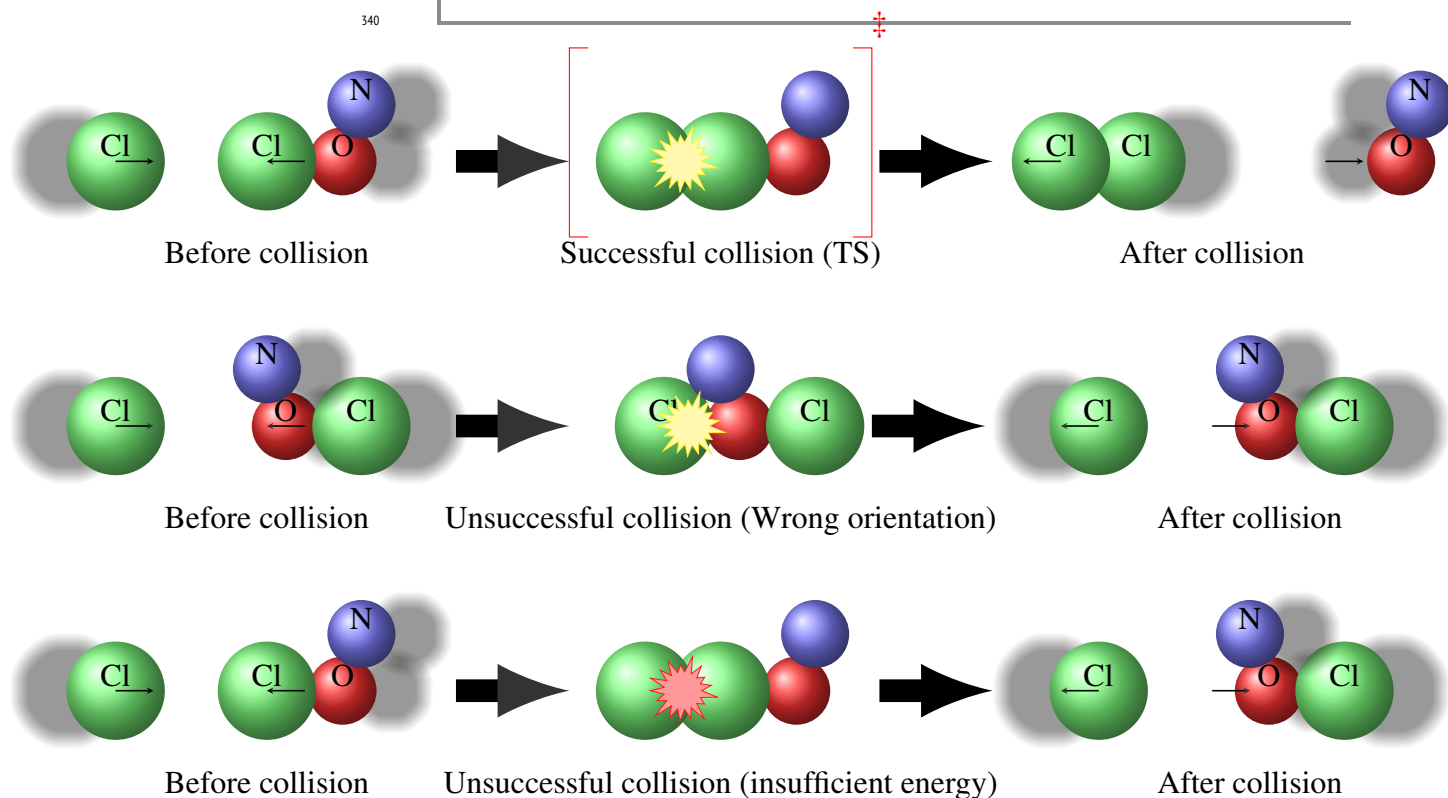 340
‡
N
Cl Cl O Cl Cl N O
Before collision Successful collision (TS) After collision
N N
Cl O Cl Cl Cl Cl O Cl
Before collision Unsuccessful collision (Wrong orientation) After collision
N N
Cl Cl O Cl O Cl
Before collision Unsuccessful collision (insufficient energy) After collision